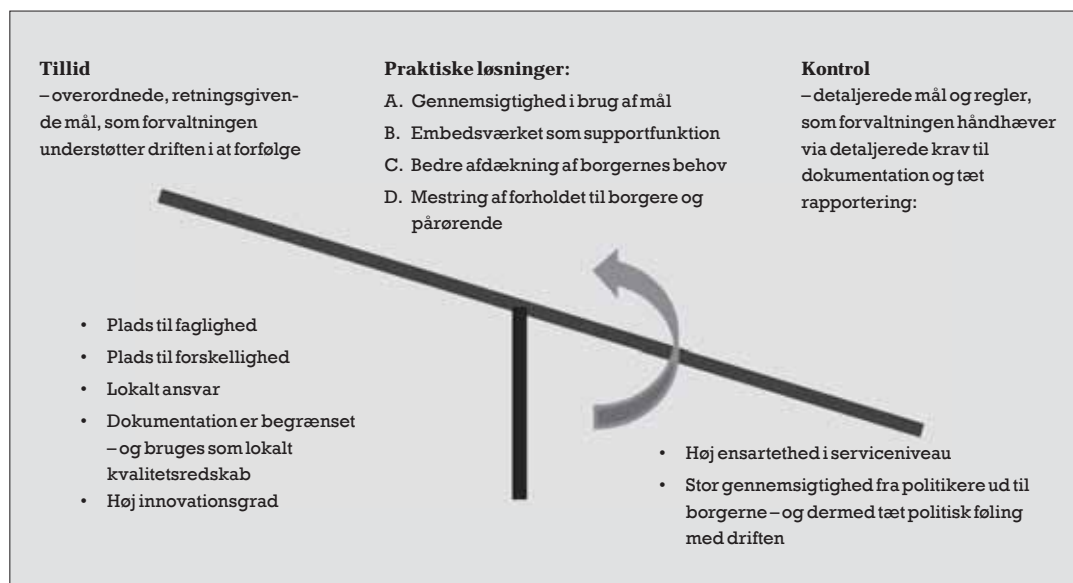 Tillid
– overordnede, retningsgiven-
de mål, som forvaltningen
understøtter driften i at forfølge
Praktiske løsninger:
A. Gennemsigtighed i brug af mål
B. Embedsværket som supportfunktion
C. Bedre afdækning af borgernes behov
D. Mestring af forholdet til borgere og
pårørende
Kontrol
– detaljerede mål og regler,
som forvaltningen håndhæver
via detaljerede krav til
dokumentation og tæt
rapportering:
• Plads til faglighed
• Plads til forskellighed
• Lokalt ansvar
• Dokumentation er begrænset
– og bruges som lokalt
kvalitetsredskab
• Høj innovationsgrad
• Høj ensartethed i serviceniveau
• Stor gennemsigtighed fra politikere ud til
borgerne – og dermed tæt politisk føling
med driften